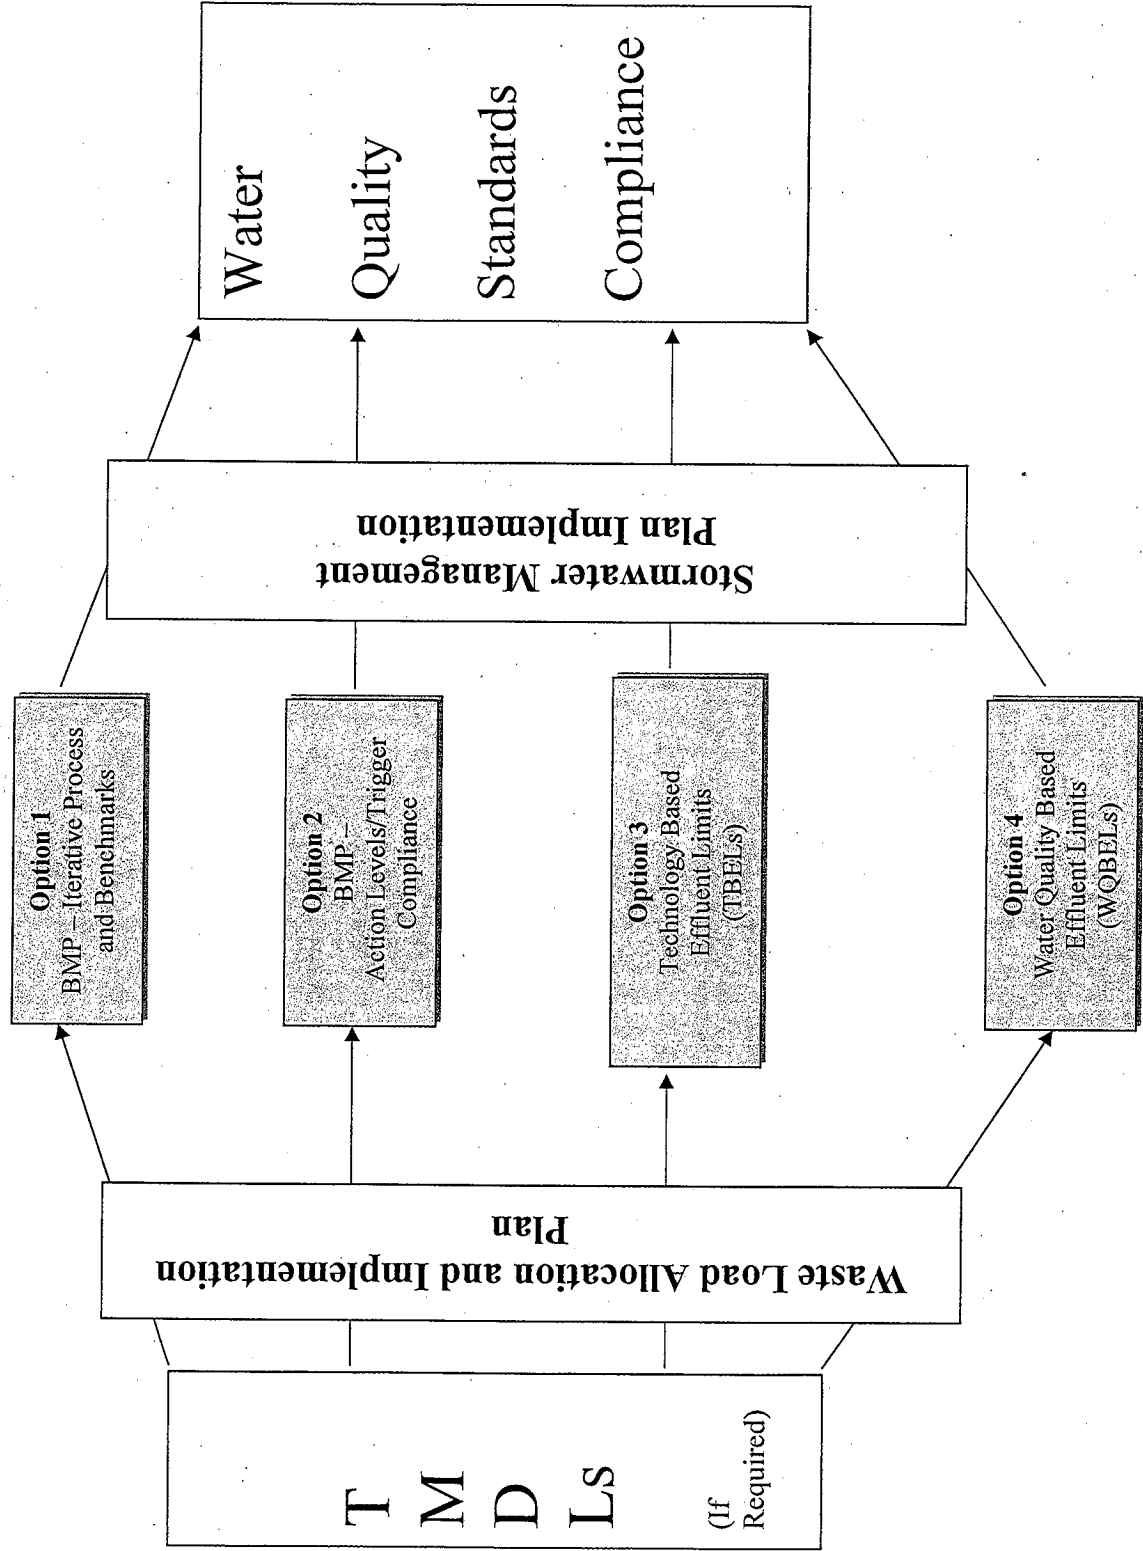 T
M
D
Ls
(If
Required)
Waste Load Allocation and Implementation
Plan
Option 1
BMP – Iterative Process
and Benchmarks
Option 2
BMP –
Action Levels/Trigger
Compliance
Option 3
Technology Based
Effluent Limits
(TBELs)
Option 4
Water Quality Based
Effluent Limits
(WQBELs)
Stormwater Management
Plan Implementation
Water
Quality
Standards
Compliance